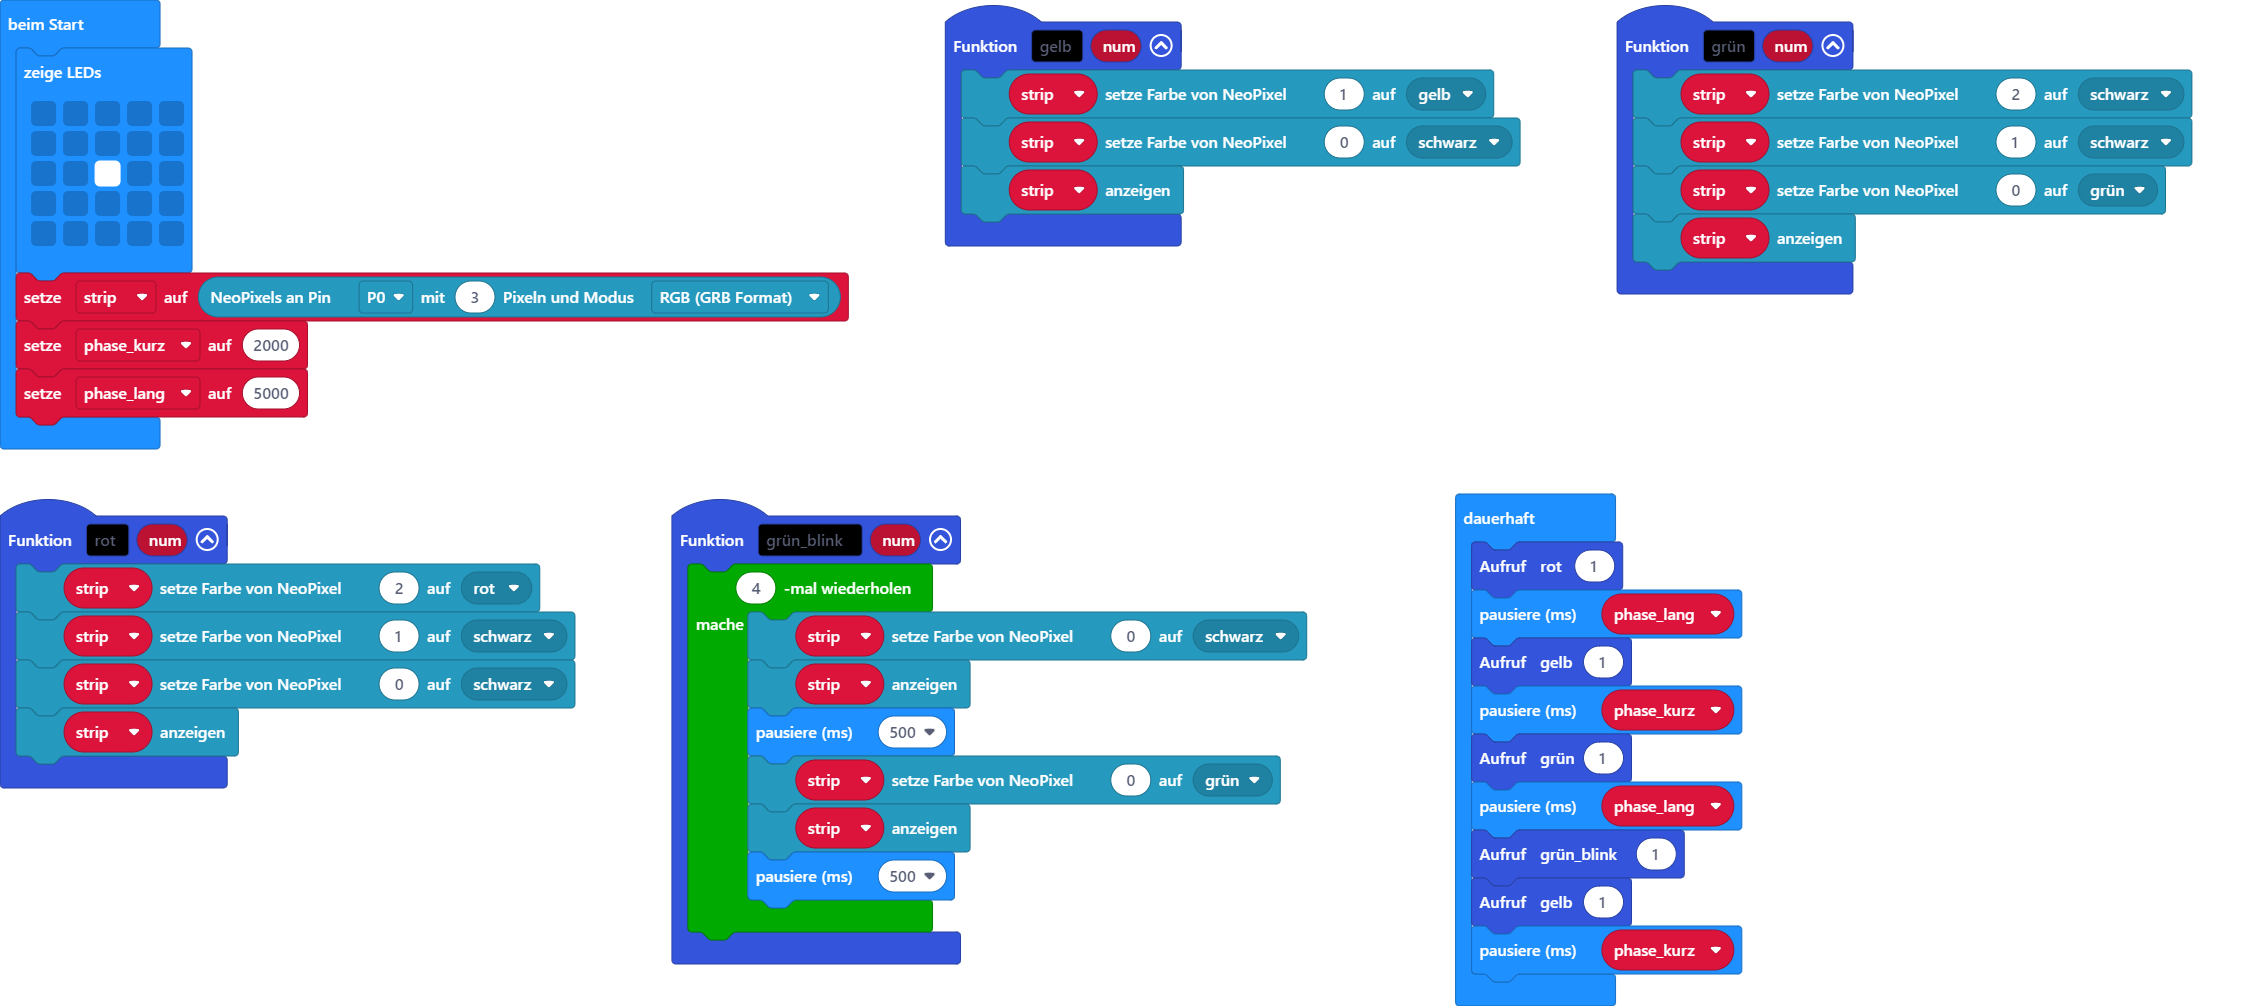 beim Start
zeige LEDs
setze strip auf NeoPixels an Pin P0 mit 3 Pixeln und Modus RGB (GRB Format)
setze phase_kurz auf 2000
setze phase_lang auf 5000
Funktion gelb num
strip setze Farbe von NeoPixel 1 auf gelb
strip setze Farbe von NeoPixel 0 auf schwarz
strip anzeigen
Funktion grün num
strip setze Farbe von NeoPixel 2 auf schwarz
strip setze Farbe von NeoPixel 1 auf schwarz
strip setze Farbe von NeoPixel 0 auf grün
strip anzeigen
Funktion rot num
strip setze Farbe von NeoPixel 2 auf rot
strip setze Farbe von NeoPixel 1 auf schwarz
strip setze Farbe von NeoPixel 0 auf schwarz
strip anzeigen
Funktion grün_blink num
4 -mal wiederholen
mache strip setze Farbe von NeoPixel 0 auf schwarz
strip anzeigen
pausiere (ms) 500
strip setze Farbe von NeoPixel 0 auf grün
strip anzeigen
pausiere (ms) 500
dauerhaft
Aufruf rot 1
pausiere (ms) phase_lang
Aufruf gelb 1
pausiere (ms) phase_kurz
Aufruf grün 1
pausiere (ms) phase_lang
Aufruf grün_blink 1
Aufruf gelb 1
pausiere (ms) phase_kurz